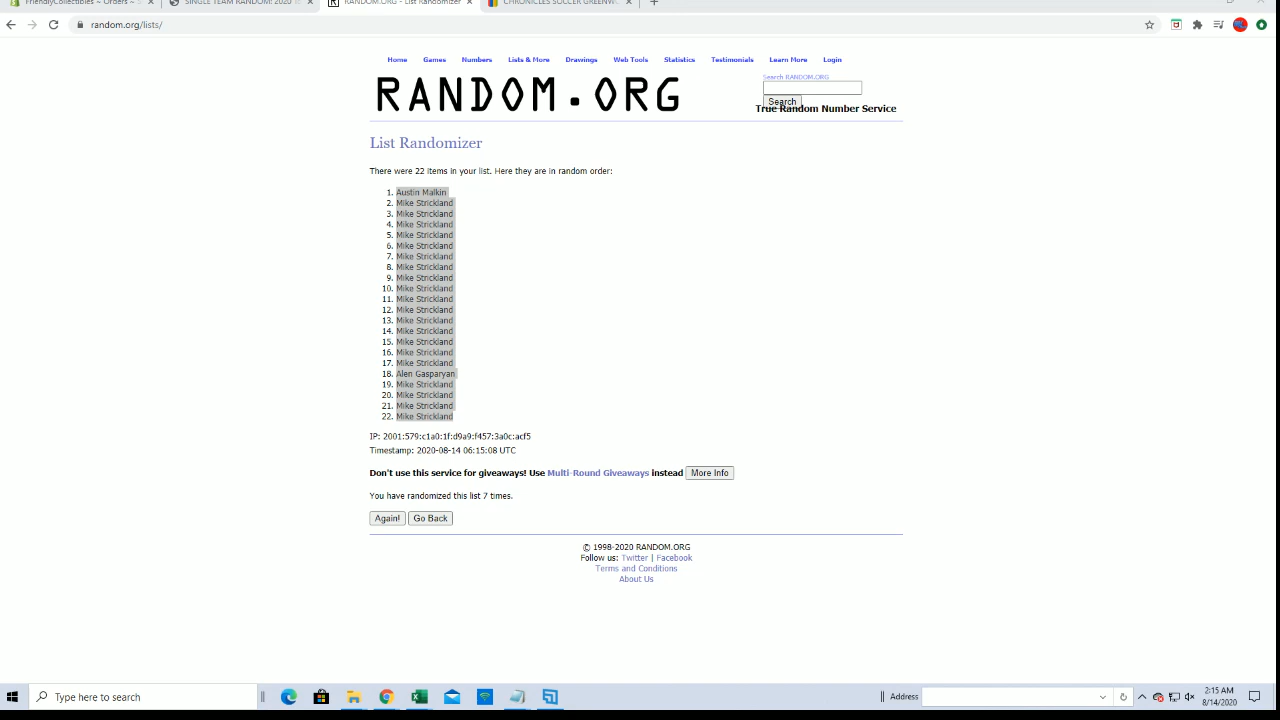 FriendlyCollectibles ~ Orders ~
SINGLE TEAM RANDOM! 2020
RANDOM.ORG - List Randomizer
CHRONICLES SOCCER GREENW
random.org/lists/
Home Games Numbers Lists & More Drawings Web Tools Statistics Testimonials Learn More Login
RANDOM.ORG
Search RANDOM.ORG
Search
True Random Number Service
List Randomizer
There were 22 items in your list. Here they are in random order:
1. Austin Malkin
2. Mike Strickland
3. Mike Strickland
4. Mike Strickland
5. Mike Strickland
6. Mike Strickland
7. Mike Strickland
8. Mike Strickland
9. Mike Strickland
10. Mike Strickland
11. Mike Strickland
12. Mike Strickland
13. Mike Strickland
14. Mike Strickland
15. Mike Strickland
16. Mike Strickland
17. Mike Strickland
18. Alen Gasparyan
19. Mike Strickland
20. Mike Strickland
21. Mike Strickland
22. Mike Strickland
IP: 2001:579:c1a0:1f:d9a9:f457:3a0c:acf5
Timestamp: 2020-08-14 06:15:08 UTC
Don't use this service for giveaways! Use Multi-Round Giveaways instead More Info
You have randomized this list 7 times.
Again! Go Back
© 1998-2020 RANDOM.ORG
Follow us: Twitter | Facebook
Terms and Conditions
About Us
Type here to search
Address
2:15 AM
8/14/2020